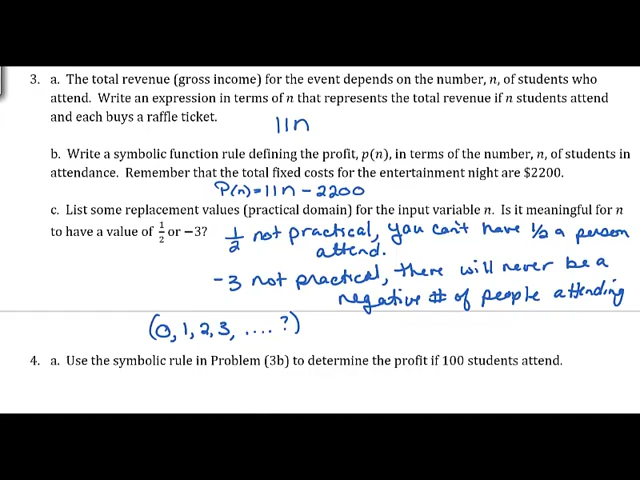 3. a. The total revenue (gross income) for the event depends on the number, n, of students who
attend. Write an expression in terms of n that represents the total revenue if n students attend
and each buys a raffle ticket.
11n
b. Write a symbolic function rule defining the profit, p(n), in terms of the number, n, of students in
attendance. Remember that the total fixed costs for the entertainment night are $2200.
P(n)=11n-2200
c. List some replacement values (practical domain) for the input variable n. Is it meaningful for n
to have a value of 1/2 or −3?
1/2 not practical, you can't have 1/2 a person
attend.
-3 not practical, there will never be a
negative # of people attending
(0, 1, 2, 3, .... ?)
4. a. Use the symbolic rule in Problem (3b) to determine the profit if 100 students attend.